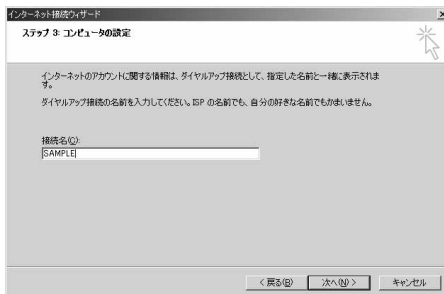 インターネット接続ウィザード
ステップ 3: コンピュータの設定
インターネットのアカウントに関する情報は、ダイヤルアップ接続として、指定した名前と一緒に表示されま
す。
ダイヤルアップ接続の名前を入力してください。ISP の名前でも、自分の好きな名前でもかまいません。
接続名(C):
SAMPLE
< 戻る(B)
次へ(N) >
キャンセル